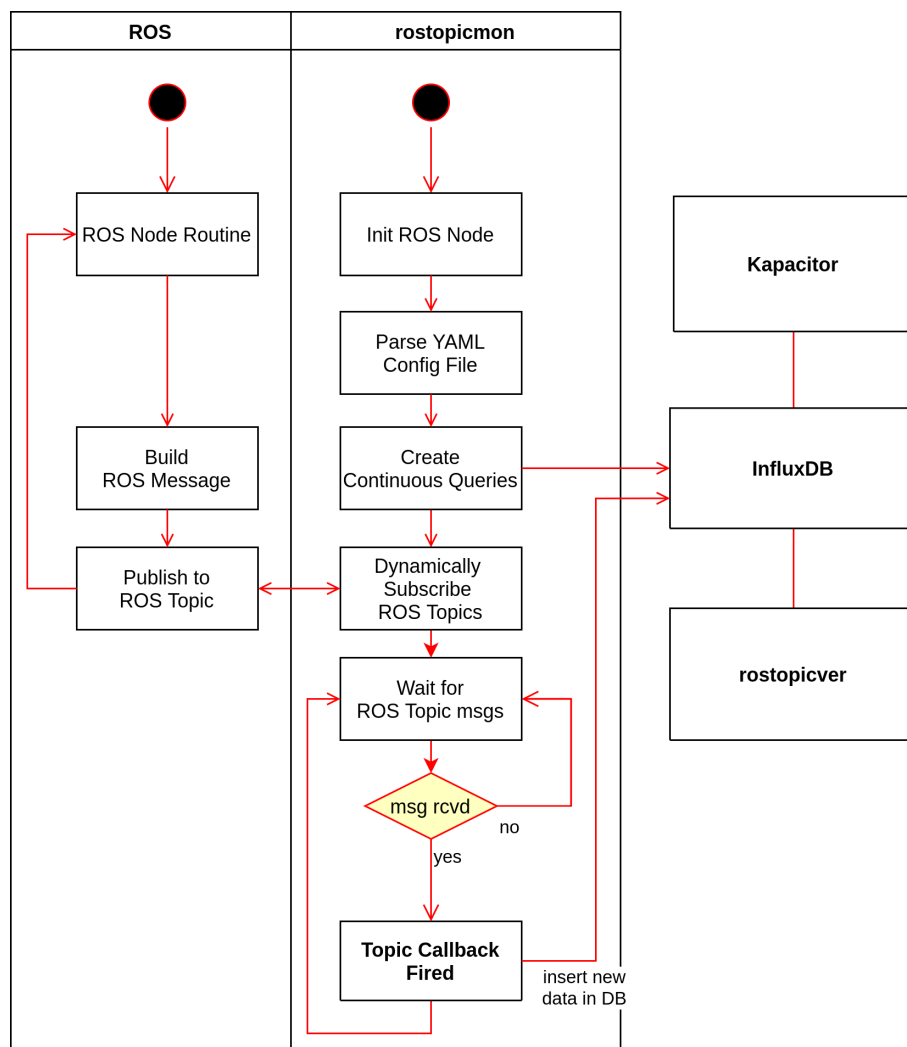 ROS
rostopicmon
ROS Node Routine
Build
ROS Message
Publish to
ROS Topic
Init ROS Node
Parse YAML
Config File
Create
Continuous Queries
Dynamically
Subscribe
ROS Topics
Wait for
ROS Topic msgs
msg rcvd
no
yes
Topic Callback
Fired
insert new
data in DB
Kapacitor
InfluxDB
rostopicver